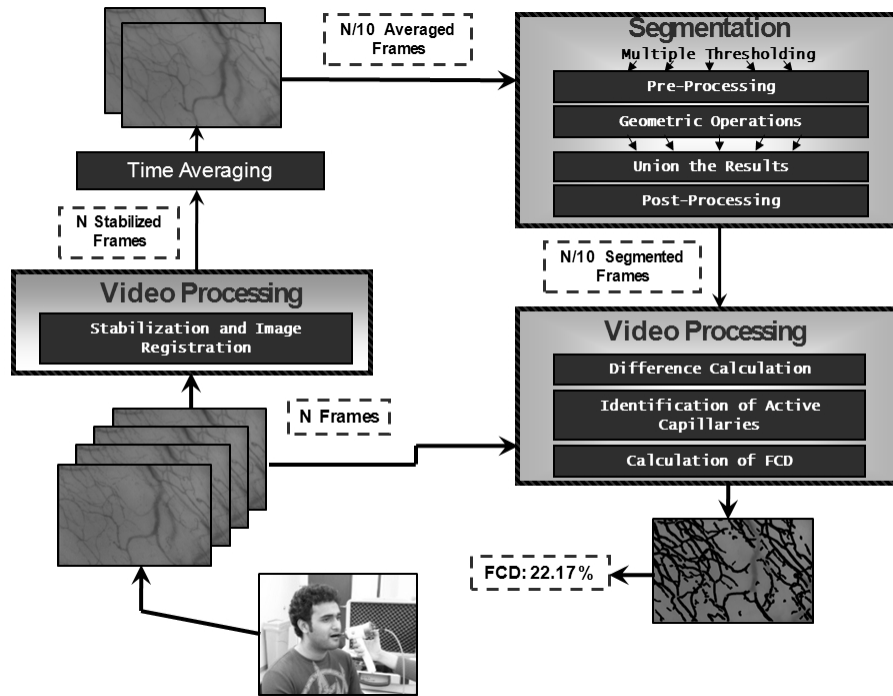 N/10 Averaged
Frames
Segmentation
Multiple Thresholding
Pre-Processing
Geometric Operations
Union the Results
Post-Processing
Time Averaging
N Stabilized
Frames
N/10 Segmented
Frames
Video Processing
Stabilization and Image
Registration
Video Processing
Difference Calculation
Identification of Active
Capillaries
Calculation of FCD
N Frames
FCD: 22.17%